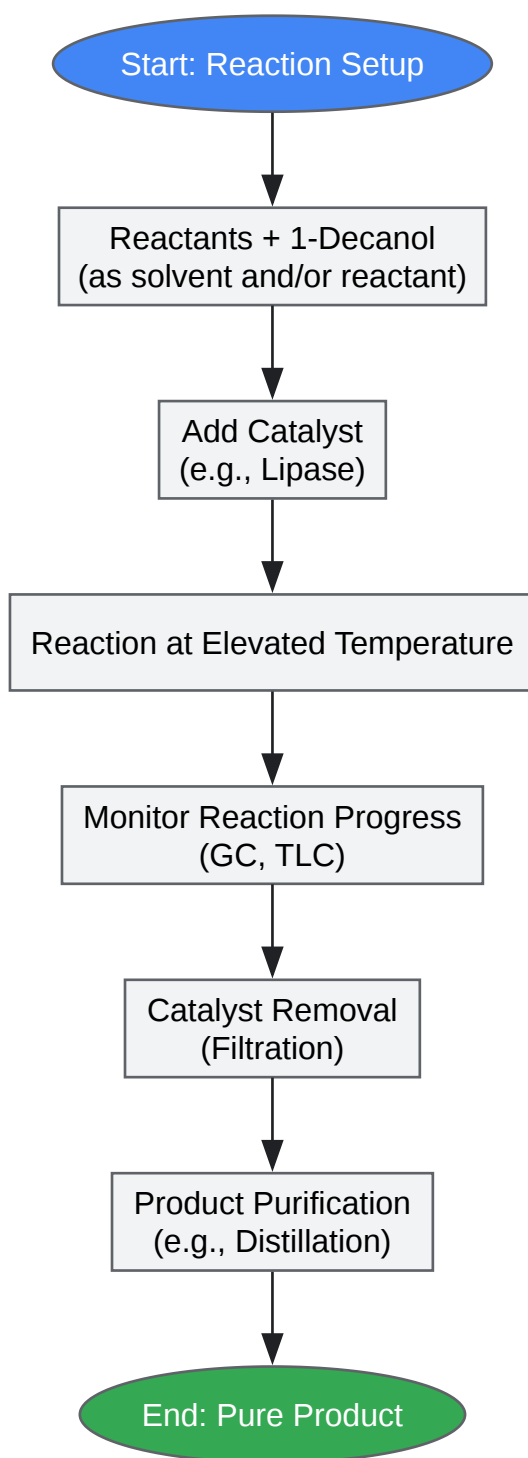 Start: Reaction Setup
Reactants + 1-Decanol
(as solvent and/or reactant)
Add Catalyst
(e.g., Lipase)
Reaction at Elevated Temperature
Monitor Reaction Progress
(GC, TLC)
Catalyst Removal
(Filtration)
Product Purification
(e.g., Distillation)
End: Pure Product